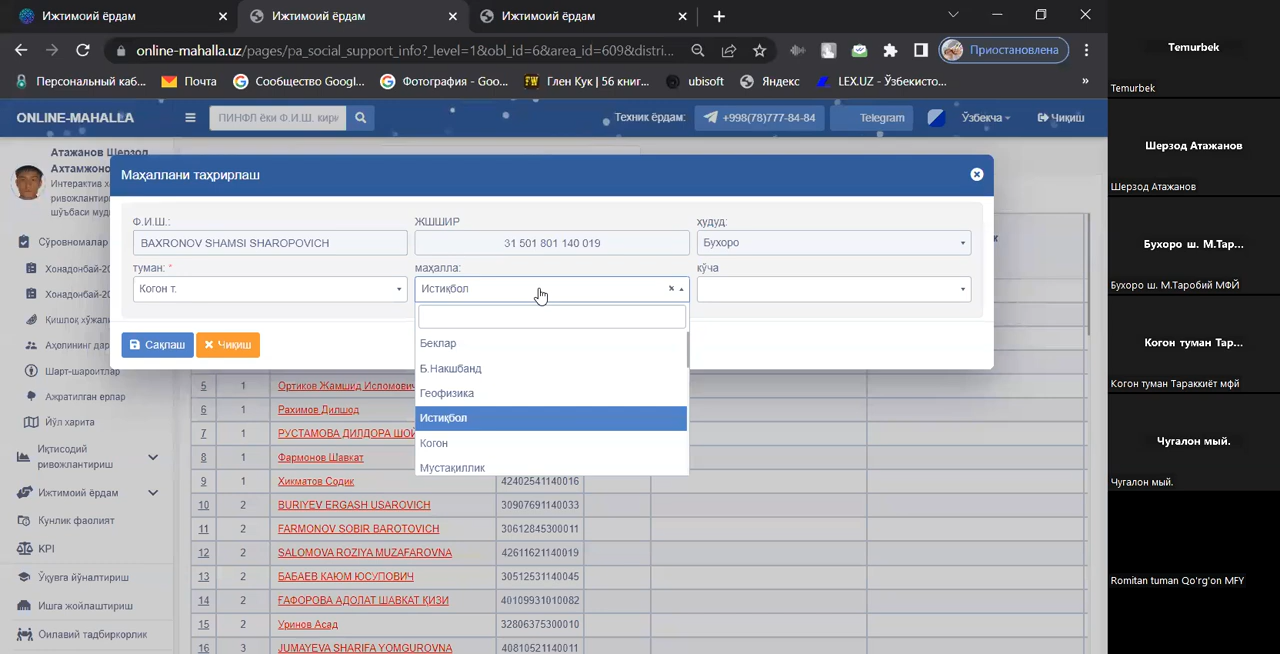 Ижтимоий ёрдам
Ижтимоий ёрдам
Ижтимоий ёрдам
online-mahalla.uz/pages/pa_social_support_info?_level=1&obl_id=6&area_id=609&distri...
Приостановлена
Персональный каб...
Почта
Сообщество Googl...
Фотография - Goo...
Глен Кук | 56 книг...
ubisoft
Яндекс
LEX.UZ - Ўзбекисто...
»
ONLINE-MAHALLA
ПИНФЛ ёки Ф.И.Ш. кири
Техник ёрдам:
+998(78)777-84-84
Telegram
Ўзбекча
Чиқиш
Атажанов Шерзод
Ахтамжоно
Интерактив х
ривожлантири
шўъбаси муд
Сўровномалар
Хонадонбай-20
Хонадонбай-20
Қишлоқ хўжали
Аҳолининг дар
Шарт-шароитлар
Ажратилган ерлар
Йўл харита
Иқтисодий
ривожлантириш
Ижтимоий ёрдам
Кунлик фаолият
KPI
Ўқувга йўналтириш
Ишга жойлаштириш
Оилавий тадбиркорлик
Маҳаллани таҳрирлаш
Ф.И.Ш.:
ЖШШИР
ҳудуд:
BAXRONOV SHAMSI SHAROPOVICH
31 501 801 140 019
Бухоро
туман: *
маҳалла:
кўча
Когон т.
Истиқбол
Беклар
Б.Накшбанд
Геофизика
Истиқбол
Когон
Мустақиллик
Сақлаш
Чиқиш
5 1 Ортиков Жамшид Исломович
6 1 Рахимов Дилшод
7 1 РУСТАМОВА ДИЛДОРА ШОЙ
8 1 Фармонов Шавкат
9 1 Хикматов Содик 42402541140016
10 2 BURIYEV ERGASH USAROVICH 30907691140033
11 2 FARMONOV SOBIR BAROTOVICH 30612845300011
12 2 SALOMOVA ROZIYA MUZAFAROVNA 42611621140019
13 2 БАБАЕВ КАЮМ ЮСУПОВИЧ 30512531140045
14 2 ҒАФОРОВА АДОЛАТ ШАВКАТ ҚИЗИ 40109931010082
15 2 Уринов Асад 32806375300010
16 3 JUMAYEVA SHARIFA YOMGUROVNA 40810521140011
Temurbek
Temurbek
Шерзод Атажанов
Шерзод Атажанов
Бухоро ш. М.Тар...
Бухоро ш. М.Таробий МФЙ
Когон туман Тар...
Когон туман Тараккиёт мфй
Чугалон мый.
Чугалон мый.
Romitan tuman Qo'rg'on MFY